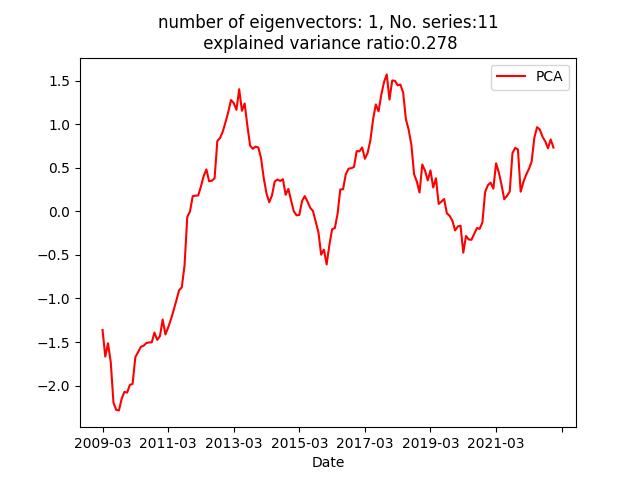 number of eigenvectors: 1, No. series:11
explained variance ratio:0.278
PCA
1.5
1.0
0.5
0.0
−0.5
−1.0
−1.5
−2.0
2009-03 2011-03 2013-03 2015-03 2017-03 2019-03 2021-03
Date